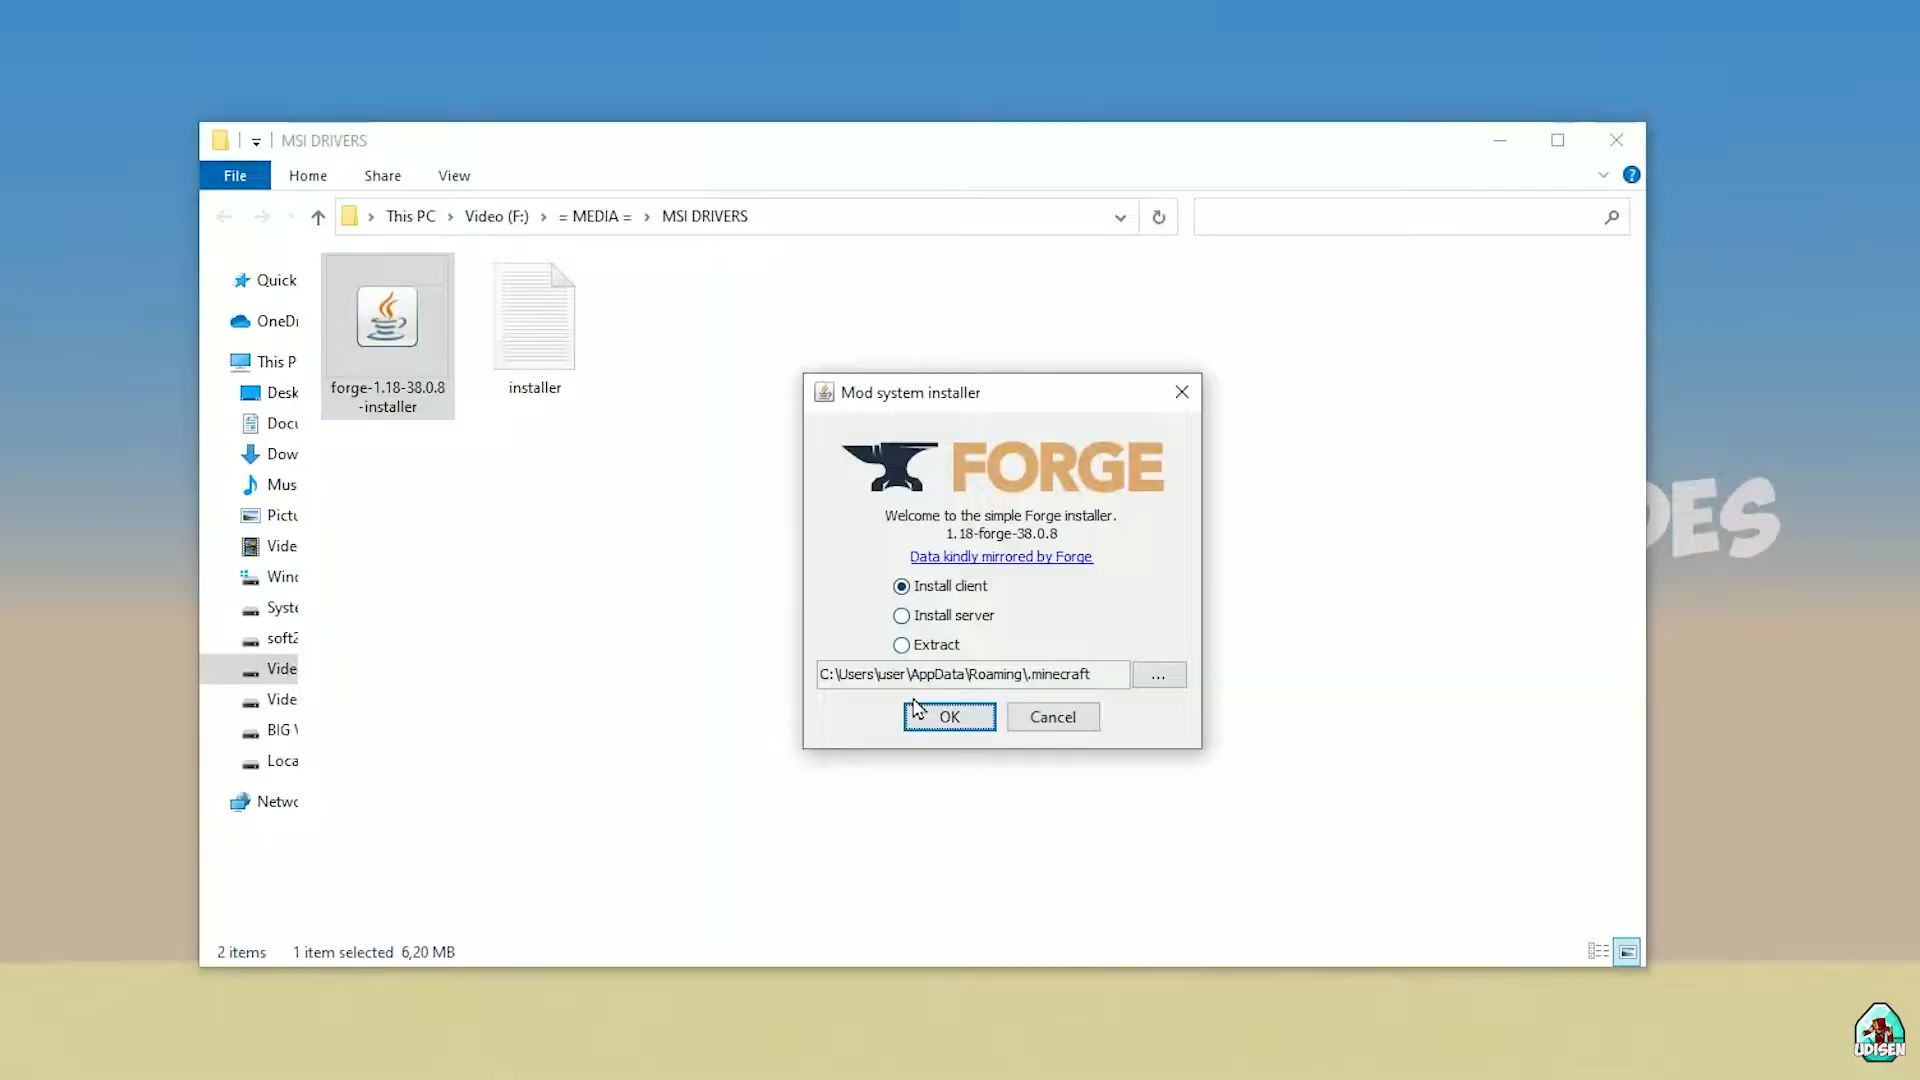 MSI DRIVERS
File Home Share View
This PC Video (F:) = MEDIA = MSI DRIVERS
Quick
OneDr
This P
Desk
Docu
Dow
Mus
Pictu
Vide
Wind
Syste
soft2
Vide
Vide
BIG V
Loca
Netwo
forge-1.18-38.0.8
-installer
installer
Mod system installer
FORGE
Welcome to the simple Forge installer.
1.18-forge-38.0.8
Data kindly mirrored by Forge
Install client
Install server
Extract
C:\Users\user\AppData\Roaming\.minecraft
...
OK Cancel
DES
2 items 1 item selected 6,20 MB
UDISEN